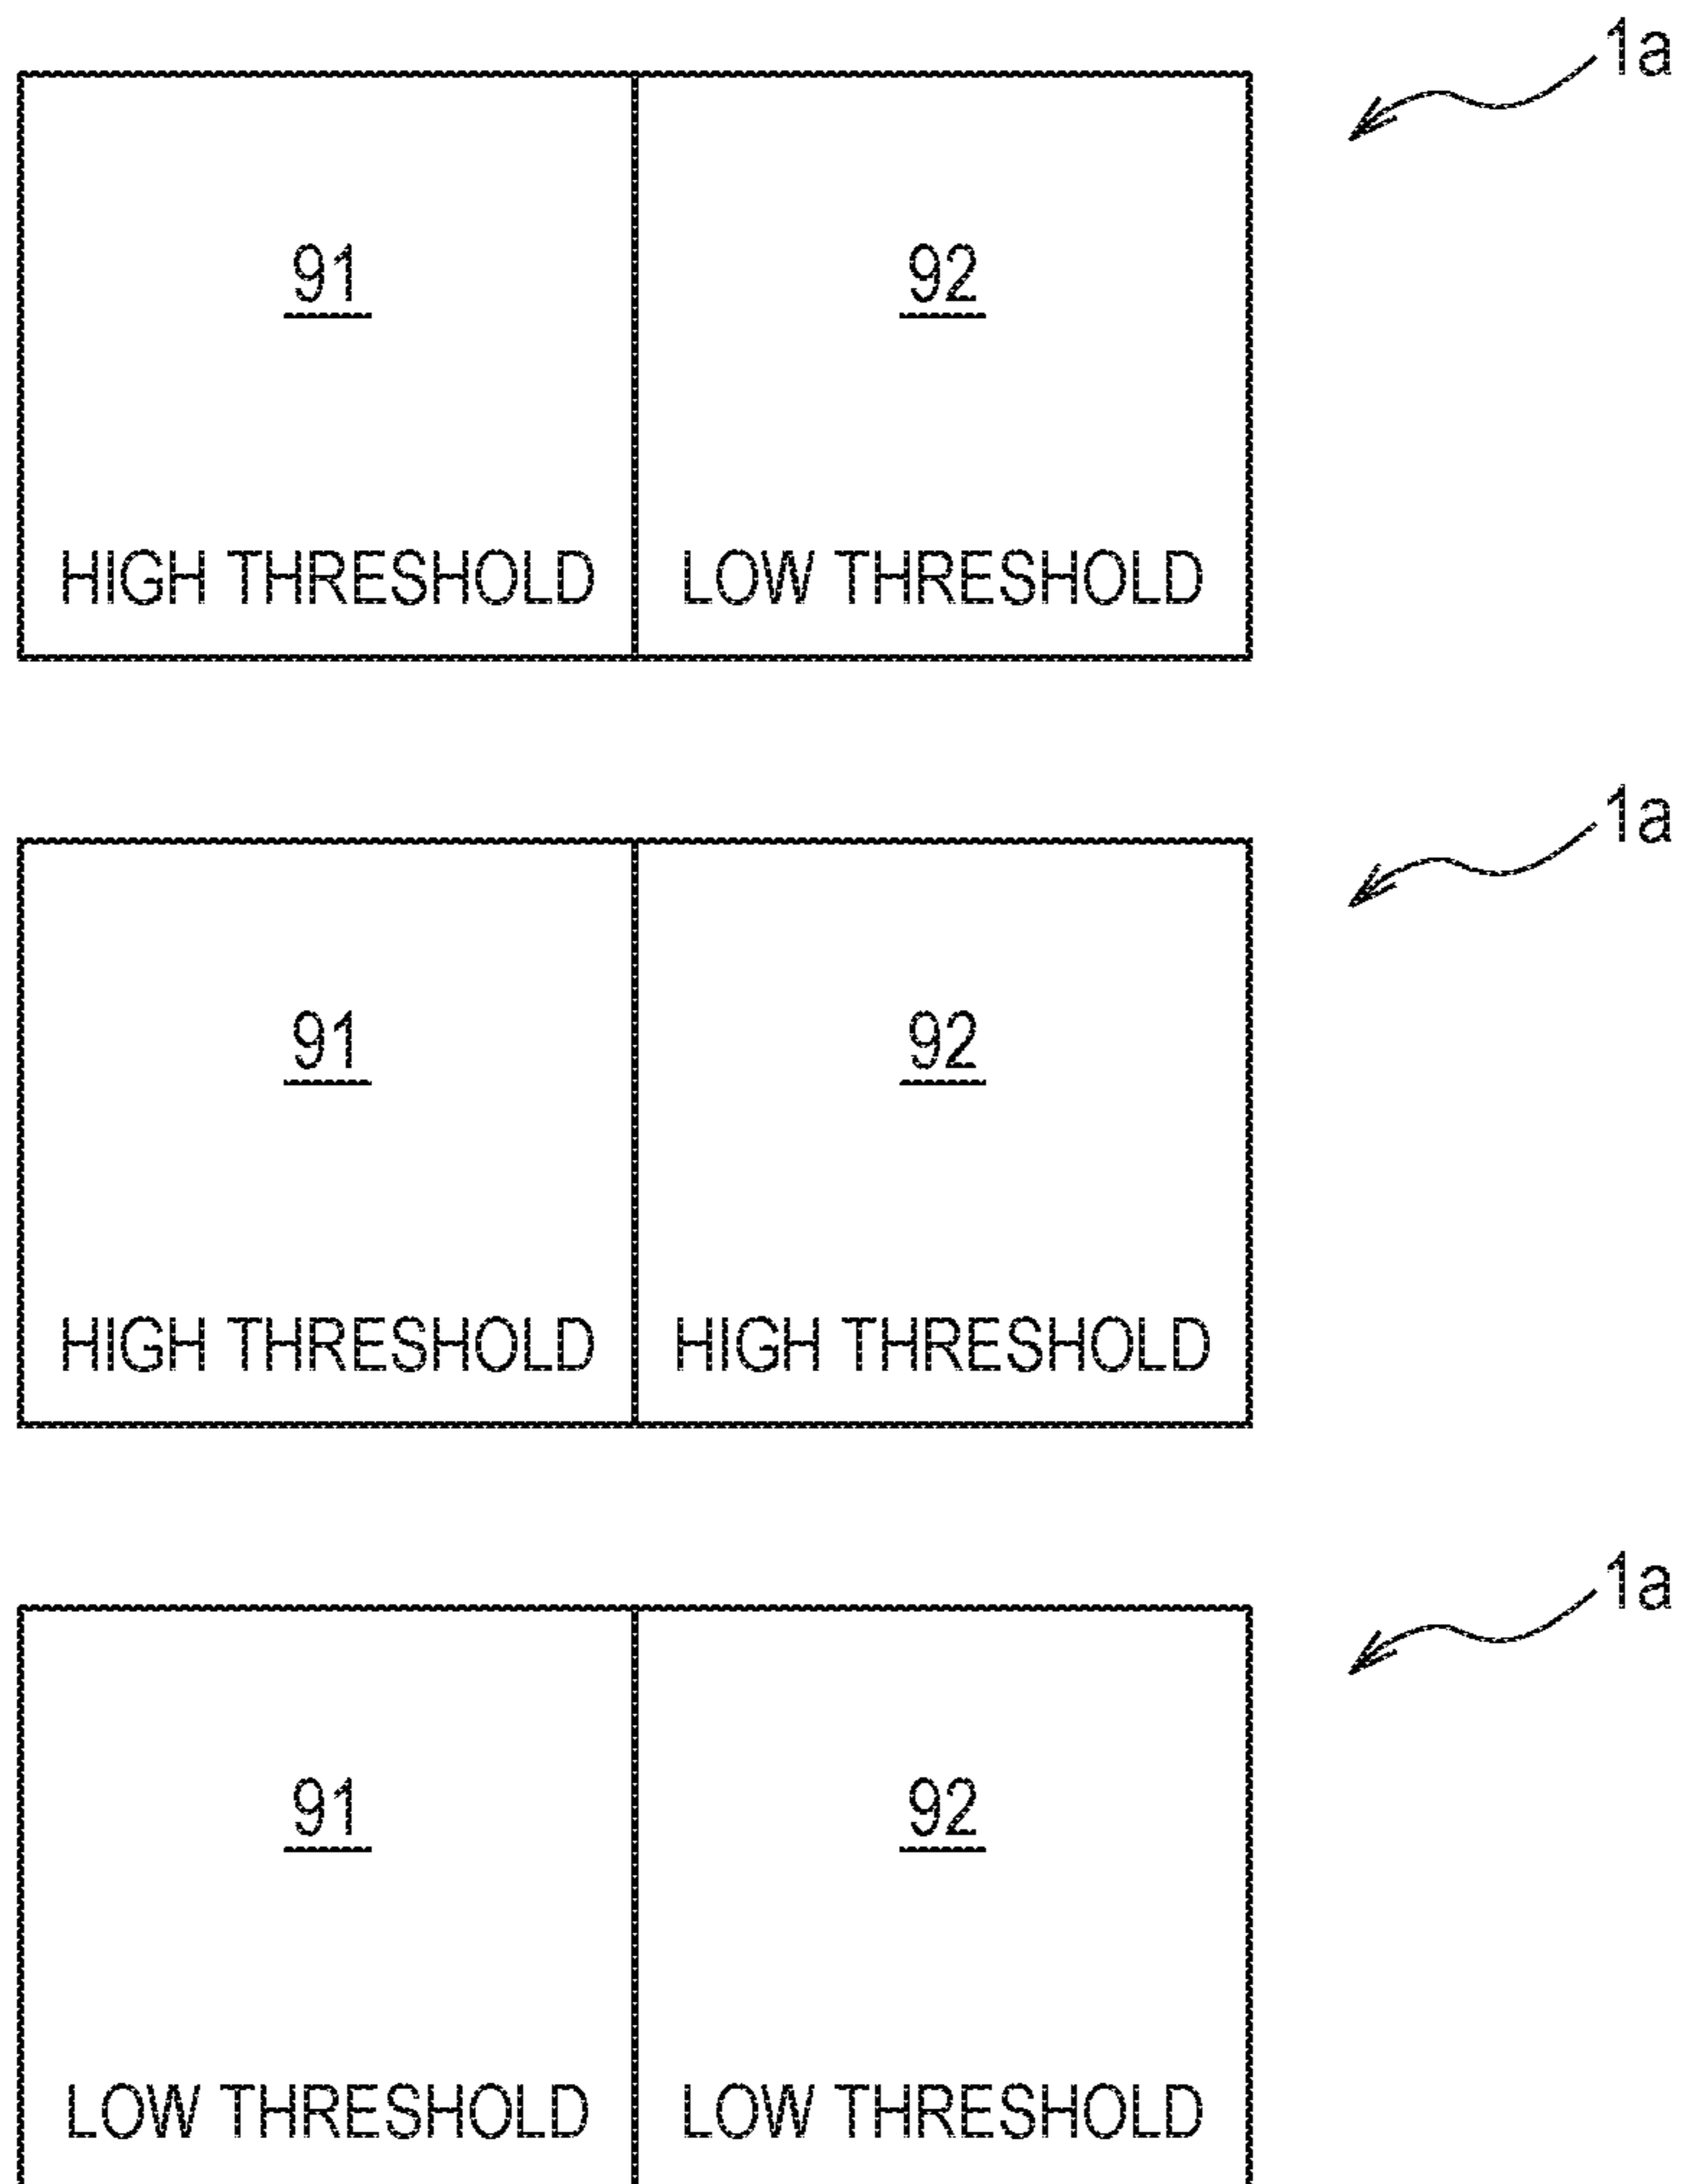 1a
91 92
HIGH THRESHOLD LOW THRESHOLD
1a
91 92
HIGH THRESHOLD HIGH THRESHOLD
1a
91 92
LOW THRESHOLD LOW THRESHOLD